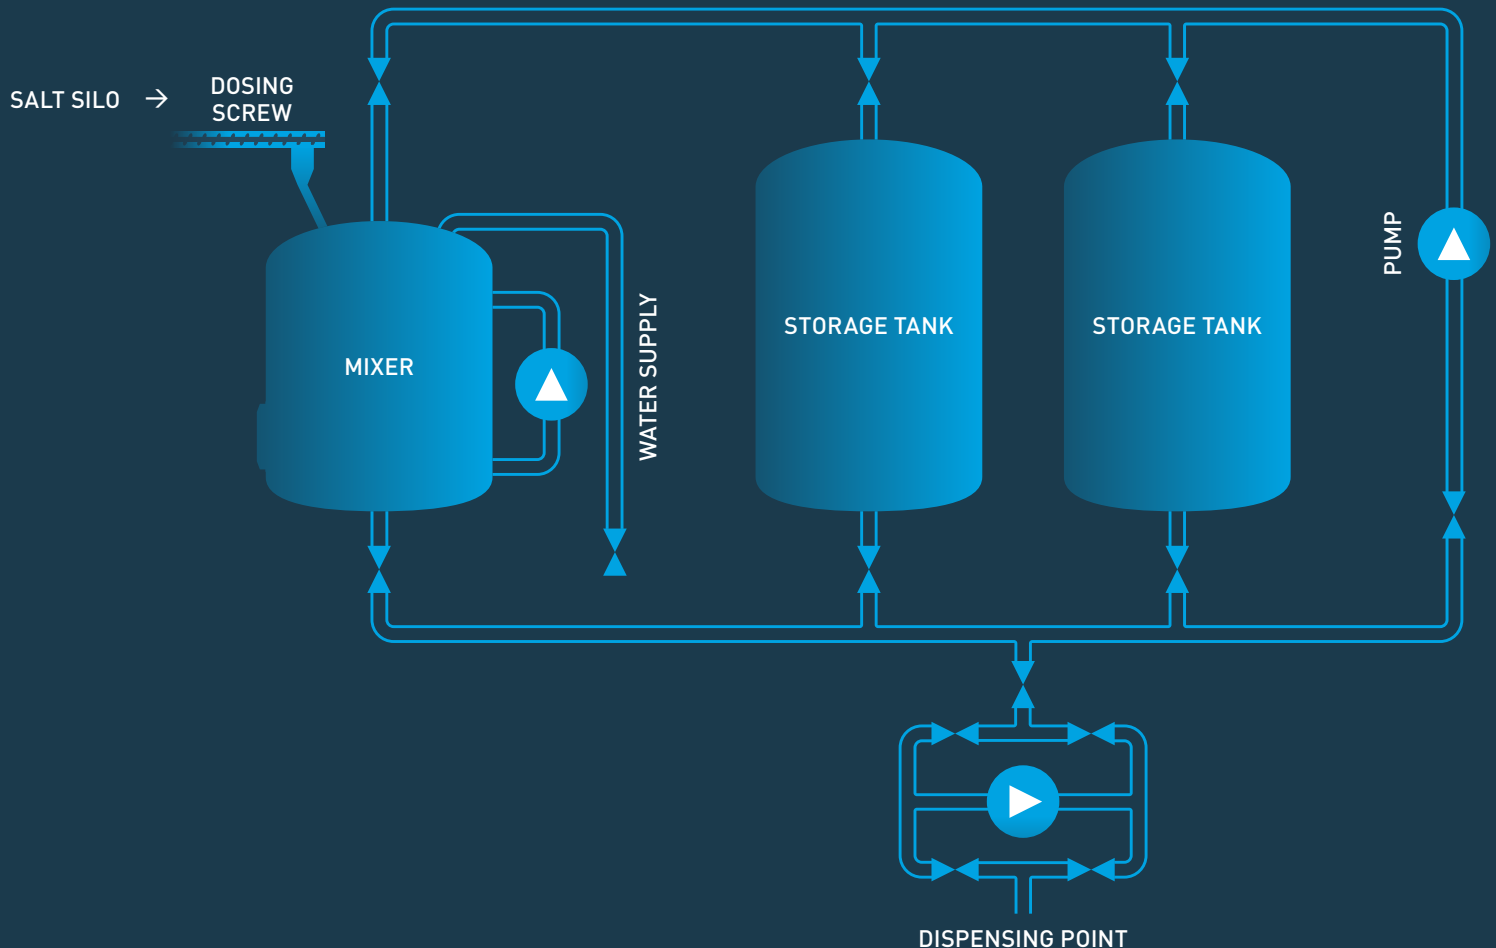 SALT SILO →
DOSING
SCREW
MIXER
WATER SUPPLY
STORAGE TANK
STORAGE TANK
PUMP
DISPENSING POINT